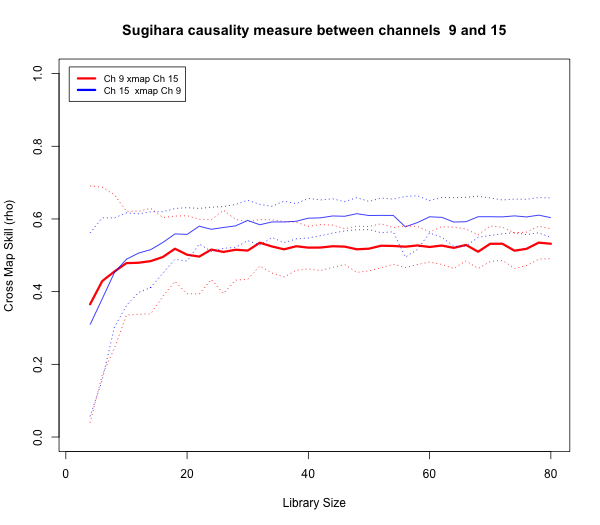 Sugihara causality measure between channels  9 and 15
Ch 9 xmap Ch 15
Ch 15  xmap Ch 9
Cross Map Skill (rho)
1.0
0.8
0.6
0.4
0.2
0.0
0 20 40 60 80
Library Size